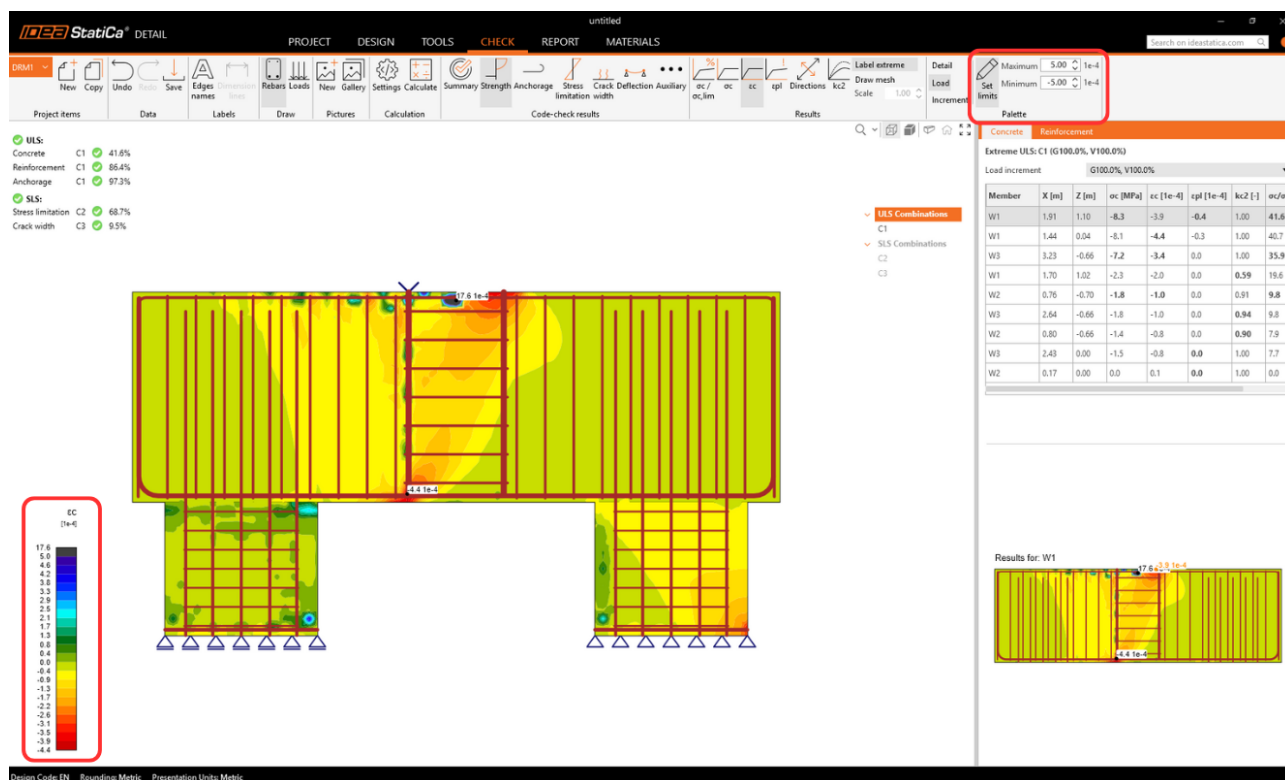 untitled
IDEA StatiCa® DETAIL
PROJECT DESIGN TOOLS CHECK REPORT MATERIALS
Search on ideastatica.com
DRM1
New Copy Undo Redo Save Edges names Dimension lines Rebars Loads New Gallery Settings Calculate Summary Strength Anchorage Stress limitation Crack width Deflection Auxiliary σc / σc,lim σc εc εpl Directions kc2
Label extreme
Draw mesh
Scale 1.00
Detail
Load
Increment
Set limits
Maximum 5.00 1e-4
Minimum -5.00 1e-4
Project items Data Labels Draw Pictures Calculation Code-check results Results Palette
ULS:
Concrete C1 41.6%
Reinforcement C1 86.4%
Anchorage C1 97.3%
SLS:
Stress limitation C2 68.7%
Crack width C3 9.5%
ULS Combinations
C1
SLS Combinations
C2
C3
17.6 1e-4
-4.4 1e-4
εc
[1e-4]
17.6
5.0
4.6
4.2
3.8
3.3
2.9
2.5
2.1
1.7
1.3
0.8
0.4
0.0
-0.4
-0.9
-1.3
-1.7
-2.2
-2.6
-3.1
-3.5
-3.9
-4.4
Concrete Reinforcement
Extreme ULS: C1 (G100.0%, V100.0%)
Load increment G100.0%, V100.0%
Member X [m] Z [m] σc [MPa] εc [1e-4] εpl [1e-4] kc2 [-] σc/σ
W1 1.91 1.10 -8.3 -3.9 -0.4 1.00 41.6
W1 1.44 0.04 -8.1 -4.4 -0.3 1.00 40.7
W3 3.23 -0.66 -7.2 -3.4 0.0 1.00 35.9
W1 1.70 1.02 -2.3 -2.0 0.0 0.59 19.6
W2 0.76 -0.70 -1.8 -1.0 0.0 0.91 9.8
W3 2.64 -0.66 -1.8 -1.0 0.0 0.94 9.8
W2 0.80 -0.66 -1.4 -0.8 0.0 0.90 7.9
W3 2.43 0.00 -1.5 -0.8 0.0 1.00 7.7
W2 0.17 0.00 0.0 0.1 0.0 1.00 0.0
Results for: W1
17.6
-3.9 1e-4
-4.4 1e-4
Design Code: EN Rounding: Metric Presentation Units: Metric